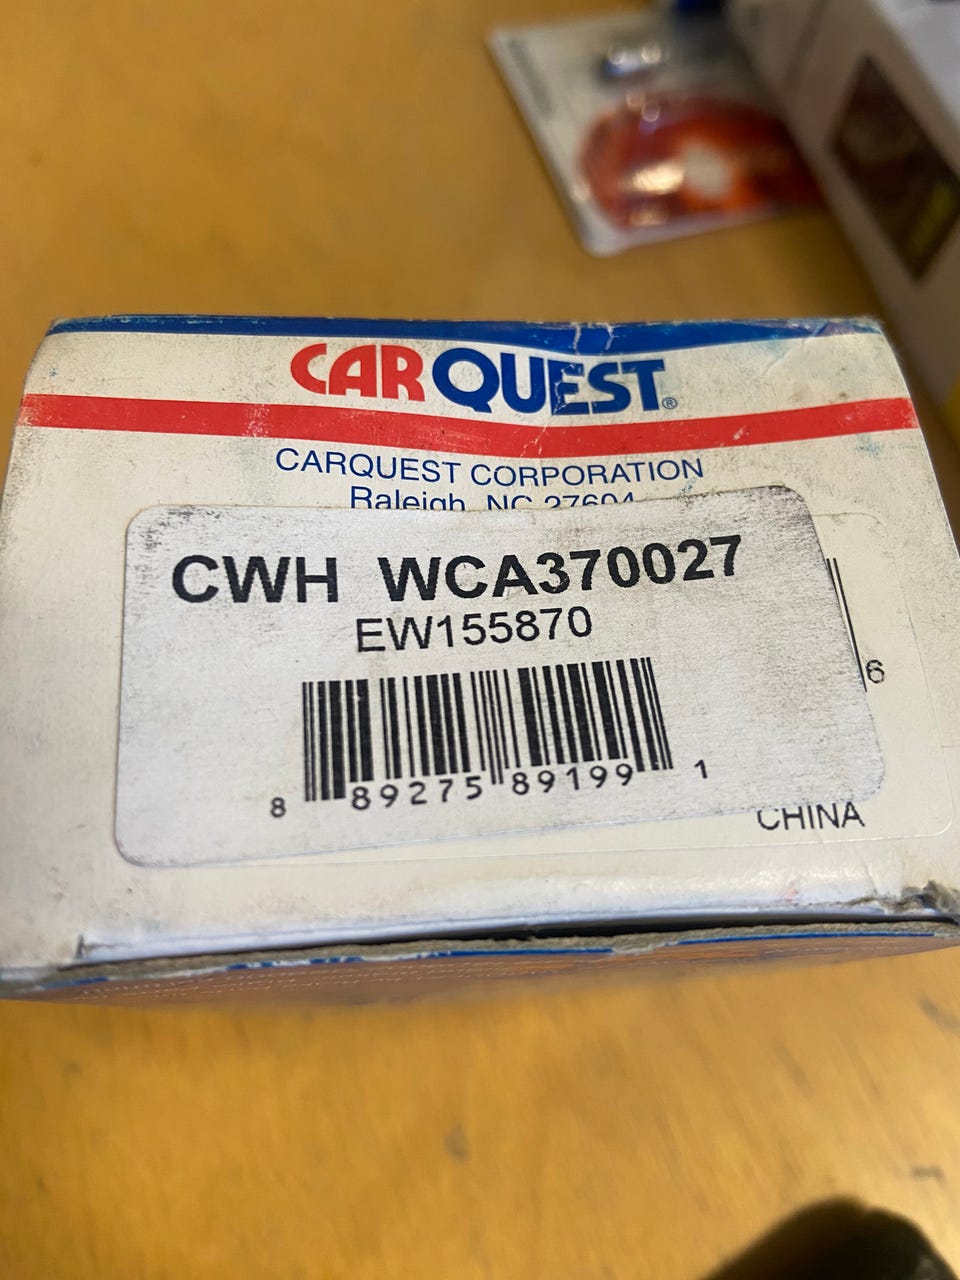 CARQUEST®
CARQUEST CORPORATION
Raleigh, NC 27604
CWH WCA370027
EW155870
6
8 89275 89199 1
CHINA